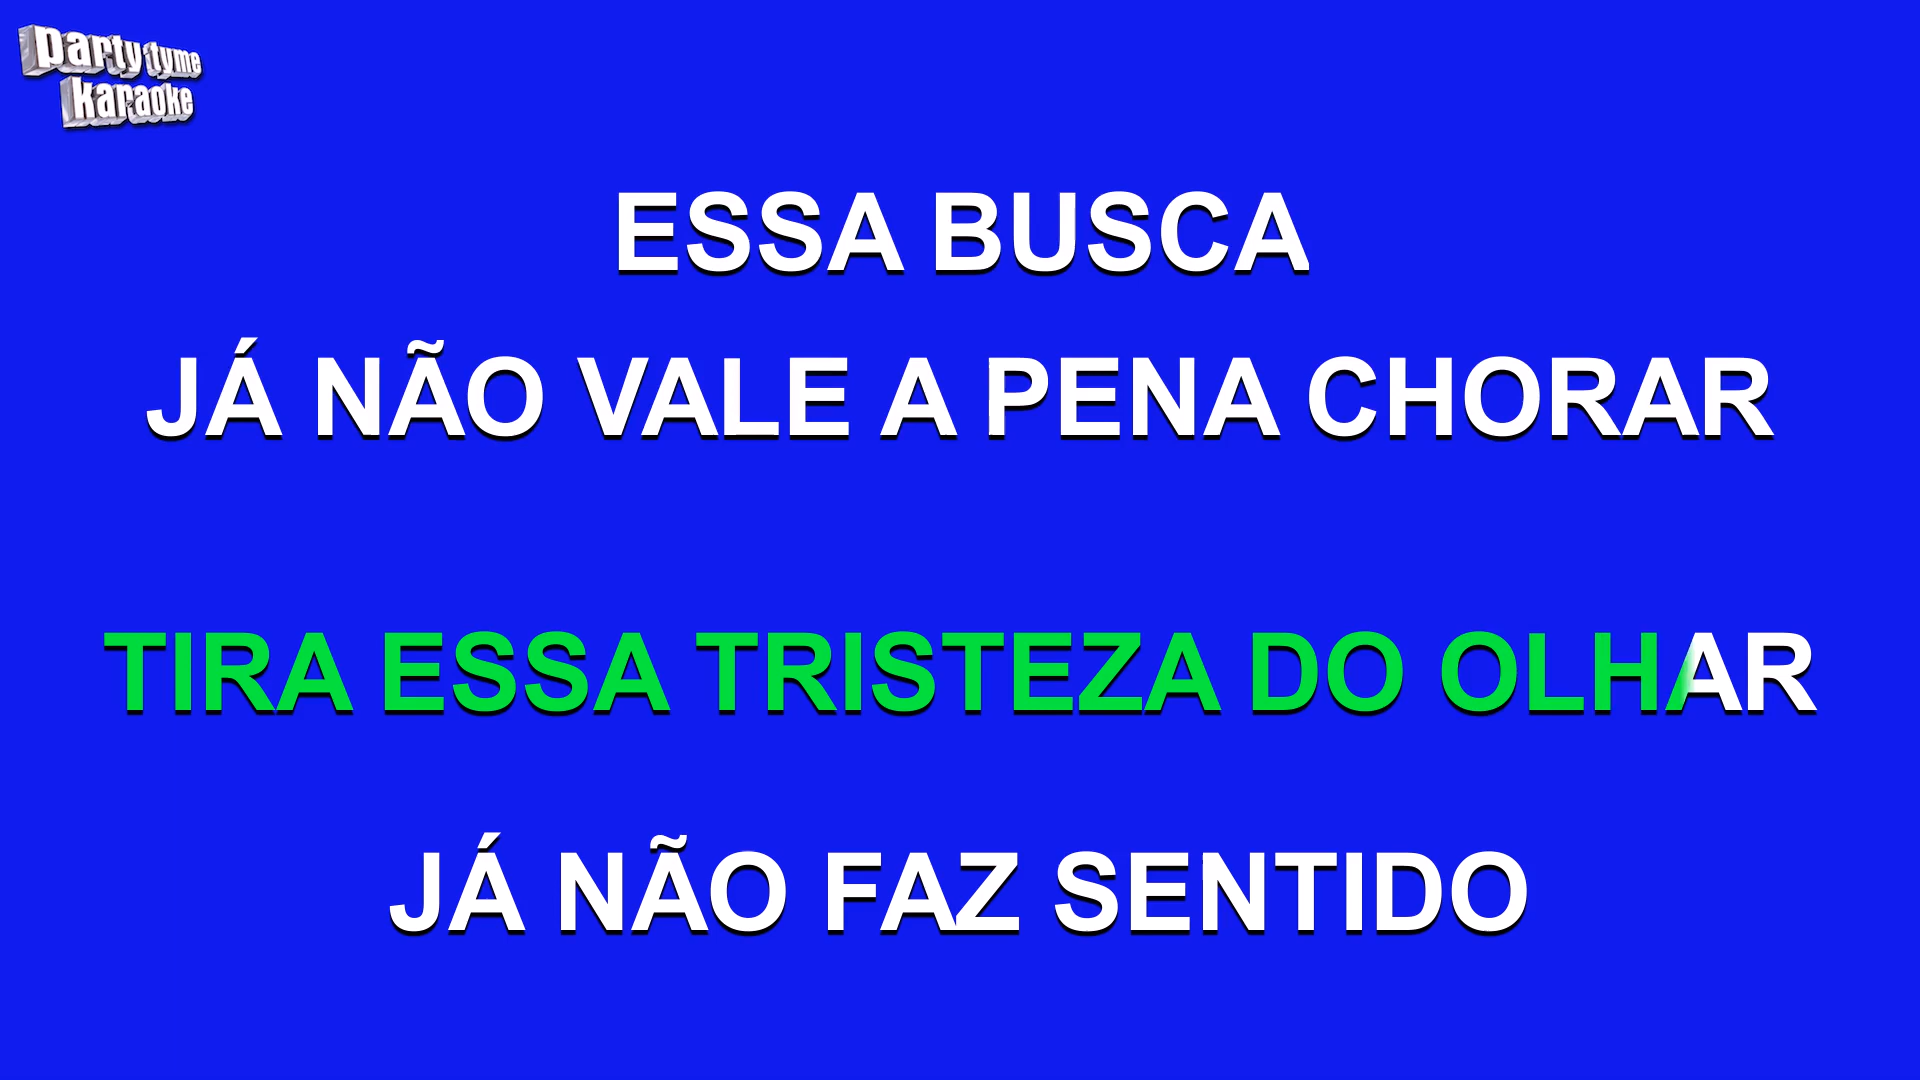 party tyme
karaoke
ESSA BUSCA
JÁ NÃO VALE A PENA CHORAR
TIRA ESSA TRISTEZA DO OLHAR
JÁ NÃO FAZ SENTIDO